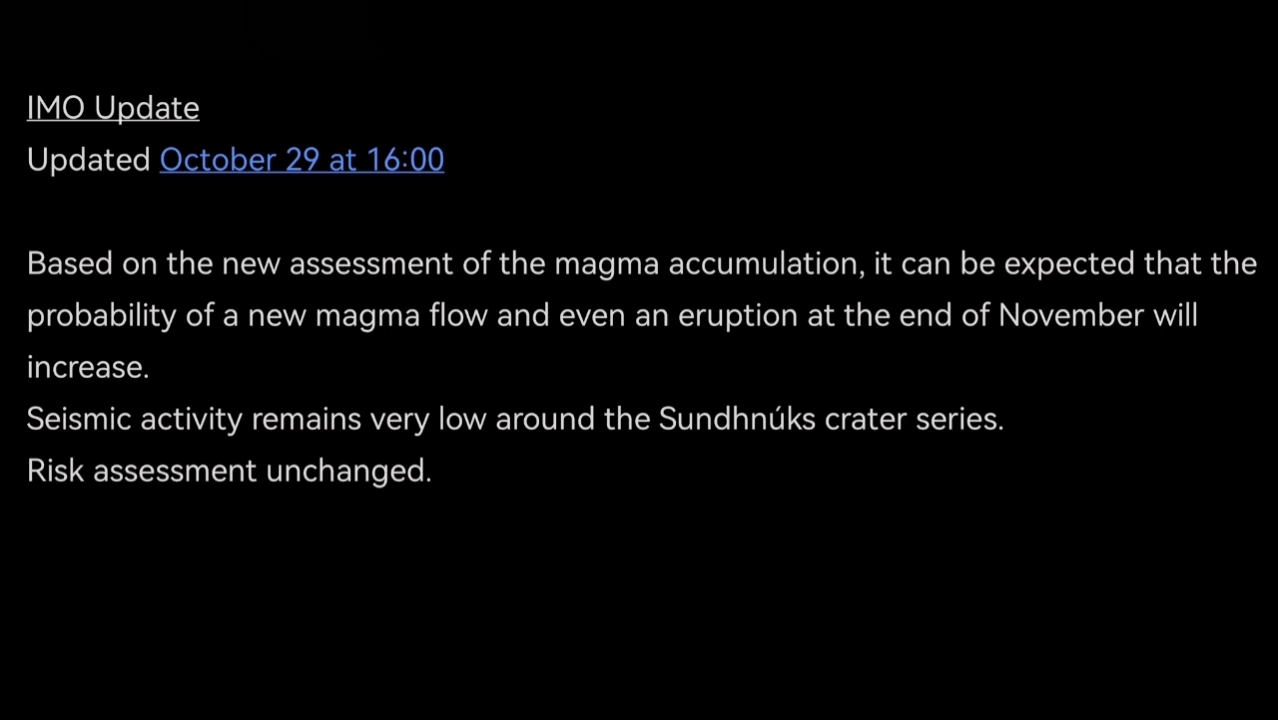 IMO Update
Updated October 29 at 16:00
Based on the new assessment of the magma accumulation, it can be expected that the
probability of a new magma flow and even an eruption at the end of November will
increase.
Seismic activity remains very low around the Sundhnúks crater series.
Risk assessment unchanged.